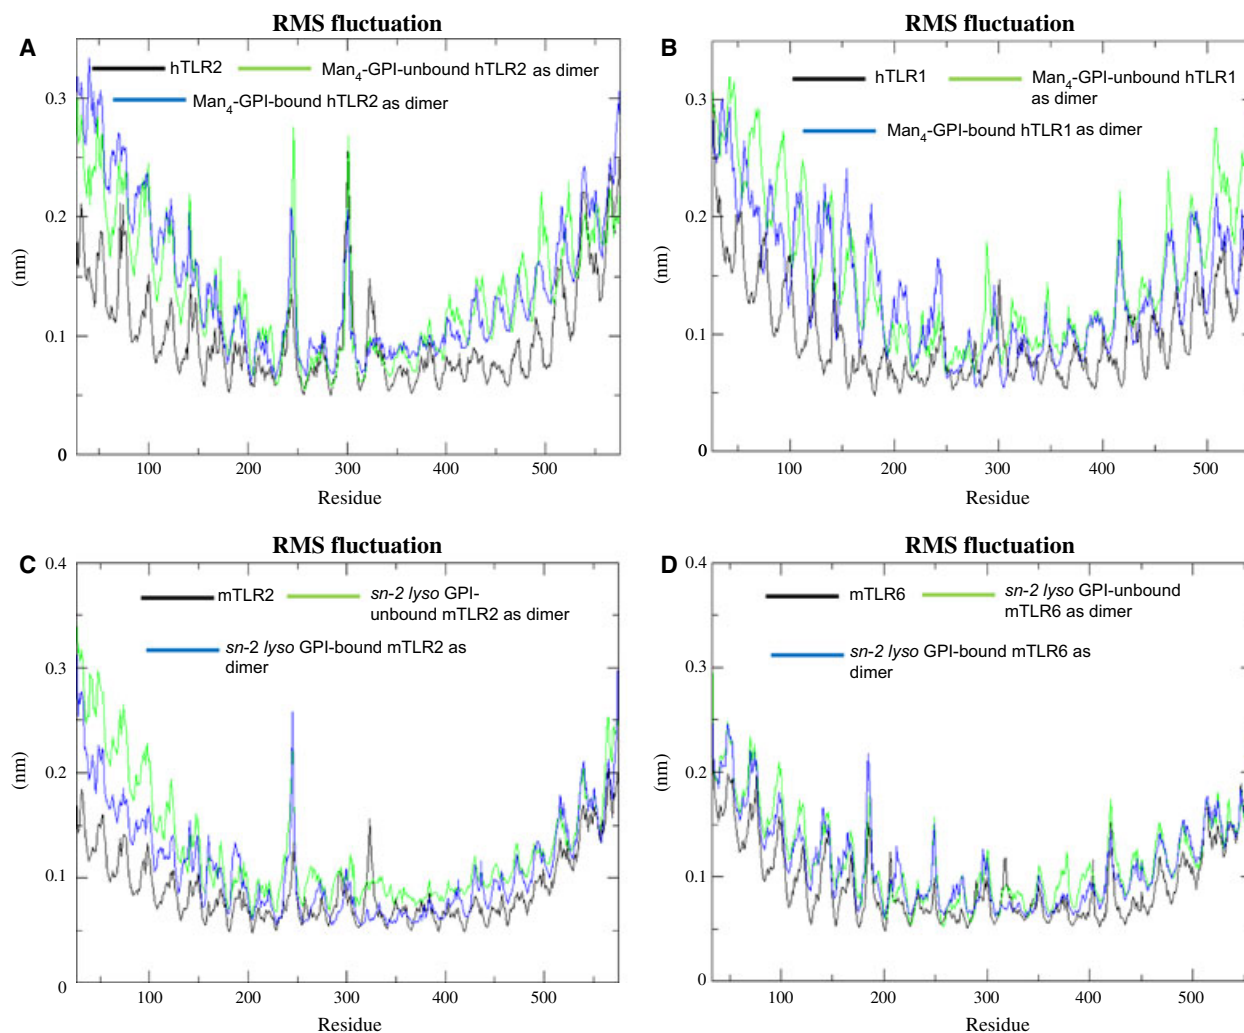 RMS fluctuation
A
hTLR2
Man4-GPI-unbound hTLR2 as dimer
Man4-GPI-bound hTLR2 as dimer
0.3
0.2
0.1
0
(nm)
100 200 300 400 500
Residue
RMS fluctuation
B
hTLR1
Man4-GPI-unbound hTLR1
as dimer
Man4-GPI-bound hTLR1 as dimer
0.3
0.2
0.1
0
(nm)
100 200 300 400 500
Residue
RMS fluctuation
C
mTLR2
sn-2 lyso GPI-
unbound mTLR2 as dimer
sn-2 lyso GPI-bound mTLR2 as
dimer
0.4
0.3
0.2
0.1
0
(nm)
100 200 300 400 500
Residue
RMS fluctuation
D
mTLR6
sn-2 lyso GPI-unbound
mTLR6 as dimer
sn-2 lyso GPI-bound mTLR6 as
dimer
0.4
0.3
0.2
0.1
0
(nm)
100 200 300 400 500
Residue